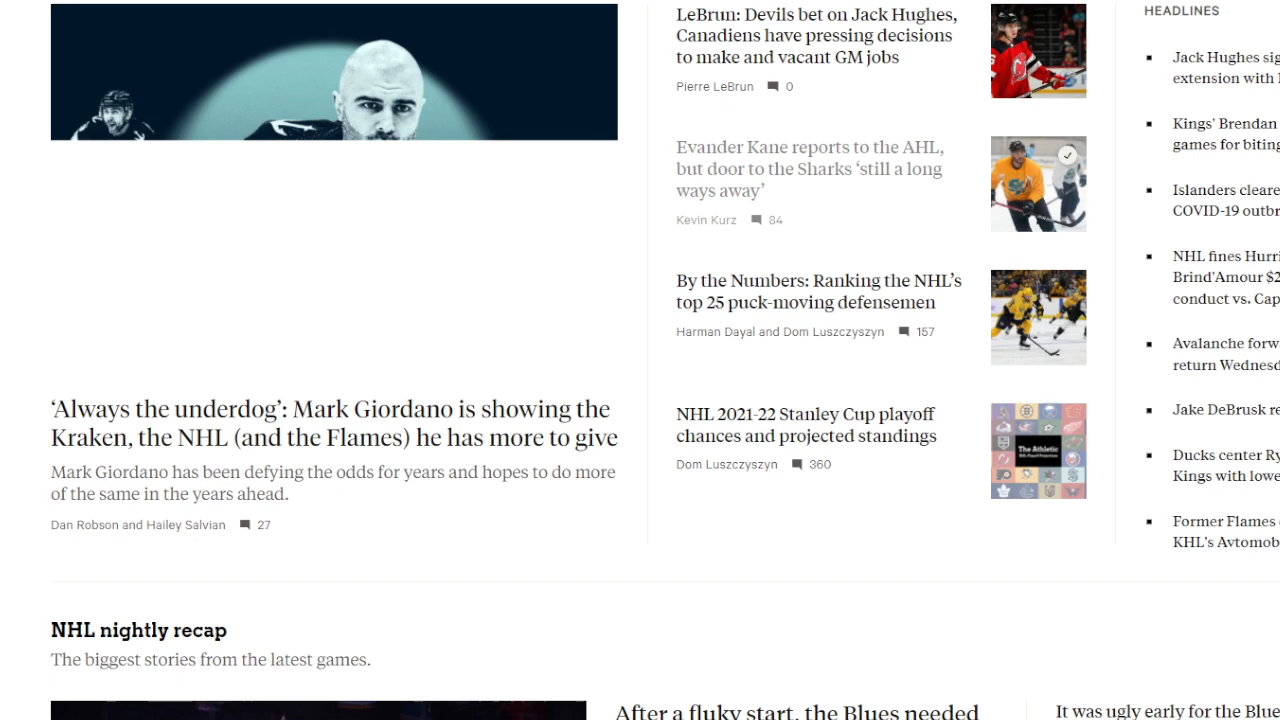 LeBrun: Devils bet on Jack Hughes,
Canadiens have pressing decisions
to make and vacant GM jobs
Pierre LeBrun 0
Evander Kane reports to the AHL,
but door to the Sharks ‘still a long
ways away’
Kevin Kurz 84
By the Numbers: Ranking the NHL’s
top 25 puck-moving defensemen
Harman Dayal and Dom Luszczyszyn 157
NHL 2021-22 Stanley Cup playoff
chances and projected standings
Dom Luszczyszyn 360
The Athletic
‘Always the underdog’: Mark Giordano is showing the
Kraken, the NHL (and the Flames) he has more to give
Mark Giordano has been defying the odds for years and hopes to do more
of the same in the years ahead.
Dan Robson and Hailey Salvian 27
HEADLINES
Jack Hughes sig
extension with
Kings’ Brendan
games for biting
Islanders cleare
COVID-19 outbr
NHL fines Hurri
Brind’Amour $2
conduct vs. Cap
Avalanche forw
return Wednesd
Jake DeBrusk re
Ducks center Ry
Kings with lowe
Former Flames
KHL’s Avtomob
NHL nightly recap
The biggest stories from the latest games.
After a fluky start, the Blues needed
It was ugly early for the Blue